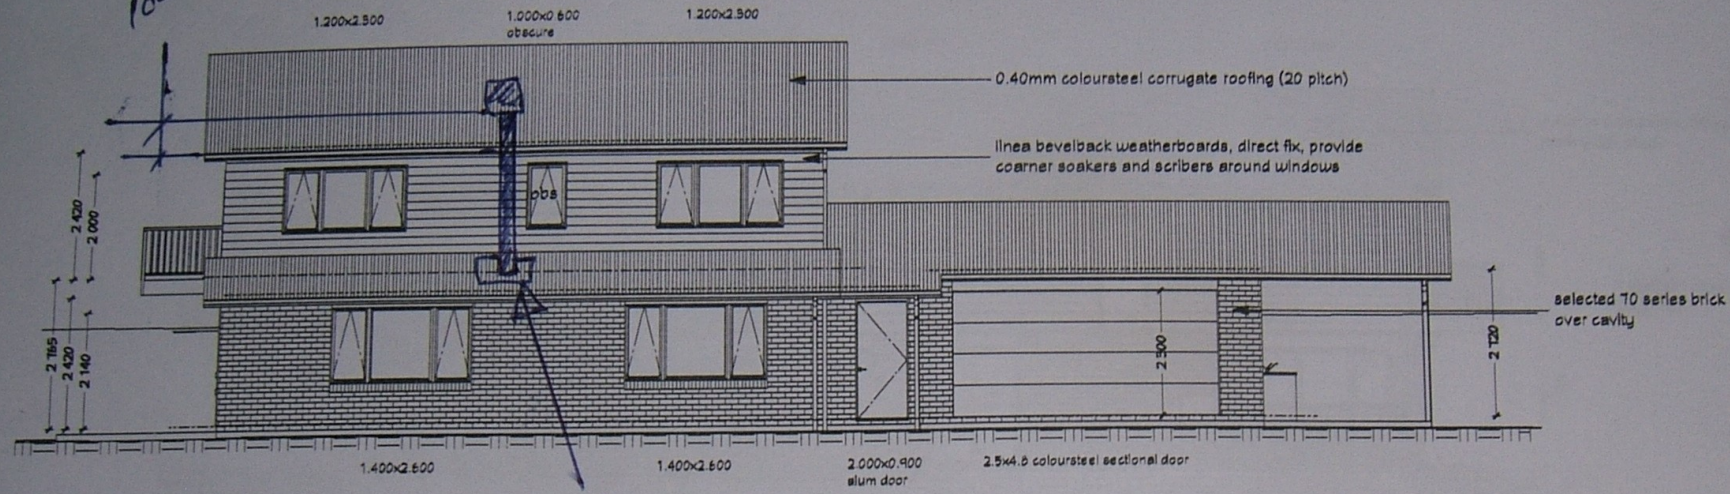 1.200x2.300
1.000x0.600
obscure
1.200x2.300
0.40mm coloursteel corrugate roofing (20 pitch)
linea bevelback weatherboards, direct fix, provide
coarner soakers and scribers around windows
obs
2 420
2 000
selected 70 series brick
over cavity
2 765
2 420
2 140
2 300
2 720
1.400x2.600
1.400x2.600
2.000x0.900
alum door
2.5x4.8 coloursteel sectional door